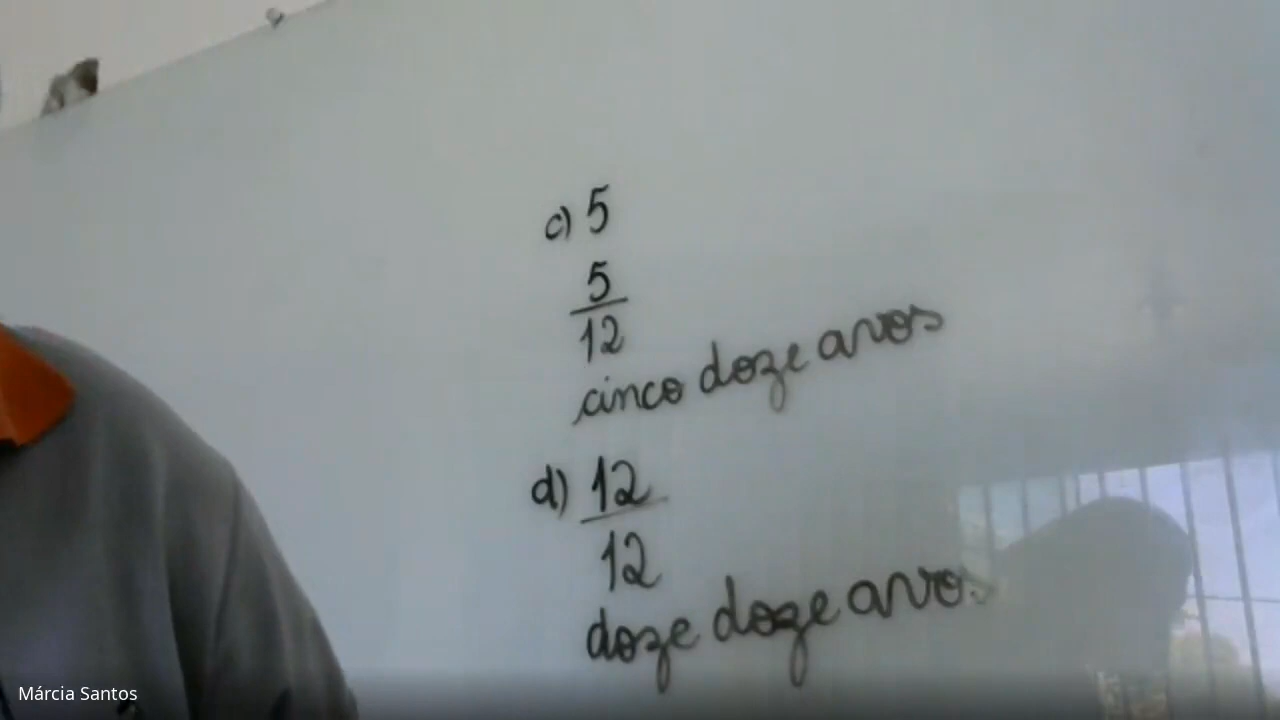 c) 5
5
12
cinco doze avos
d) 12
12
doze doze avos
Márcia Santos